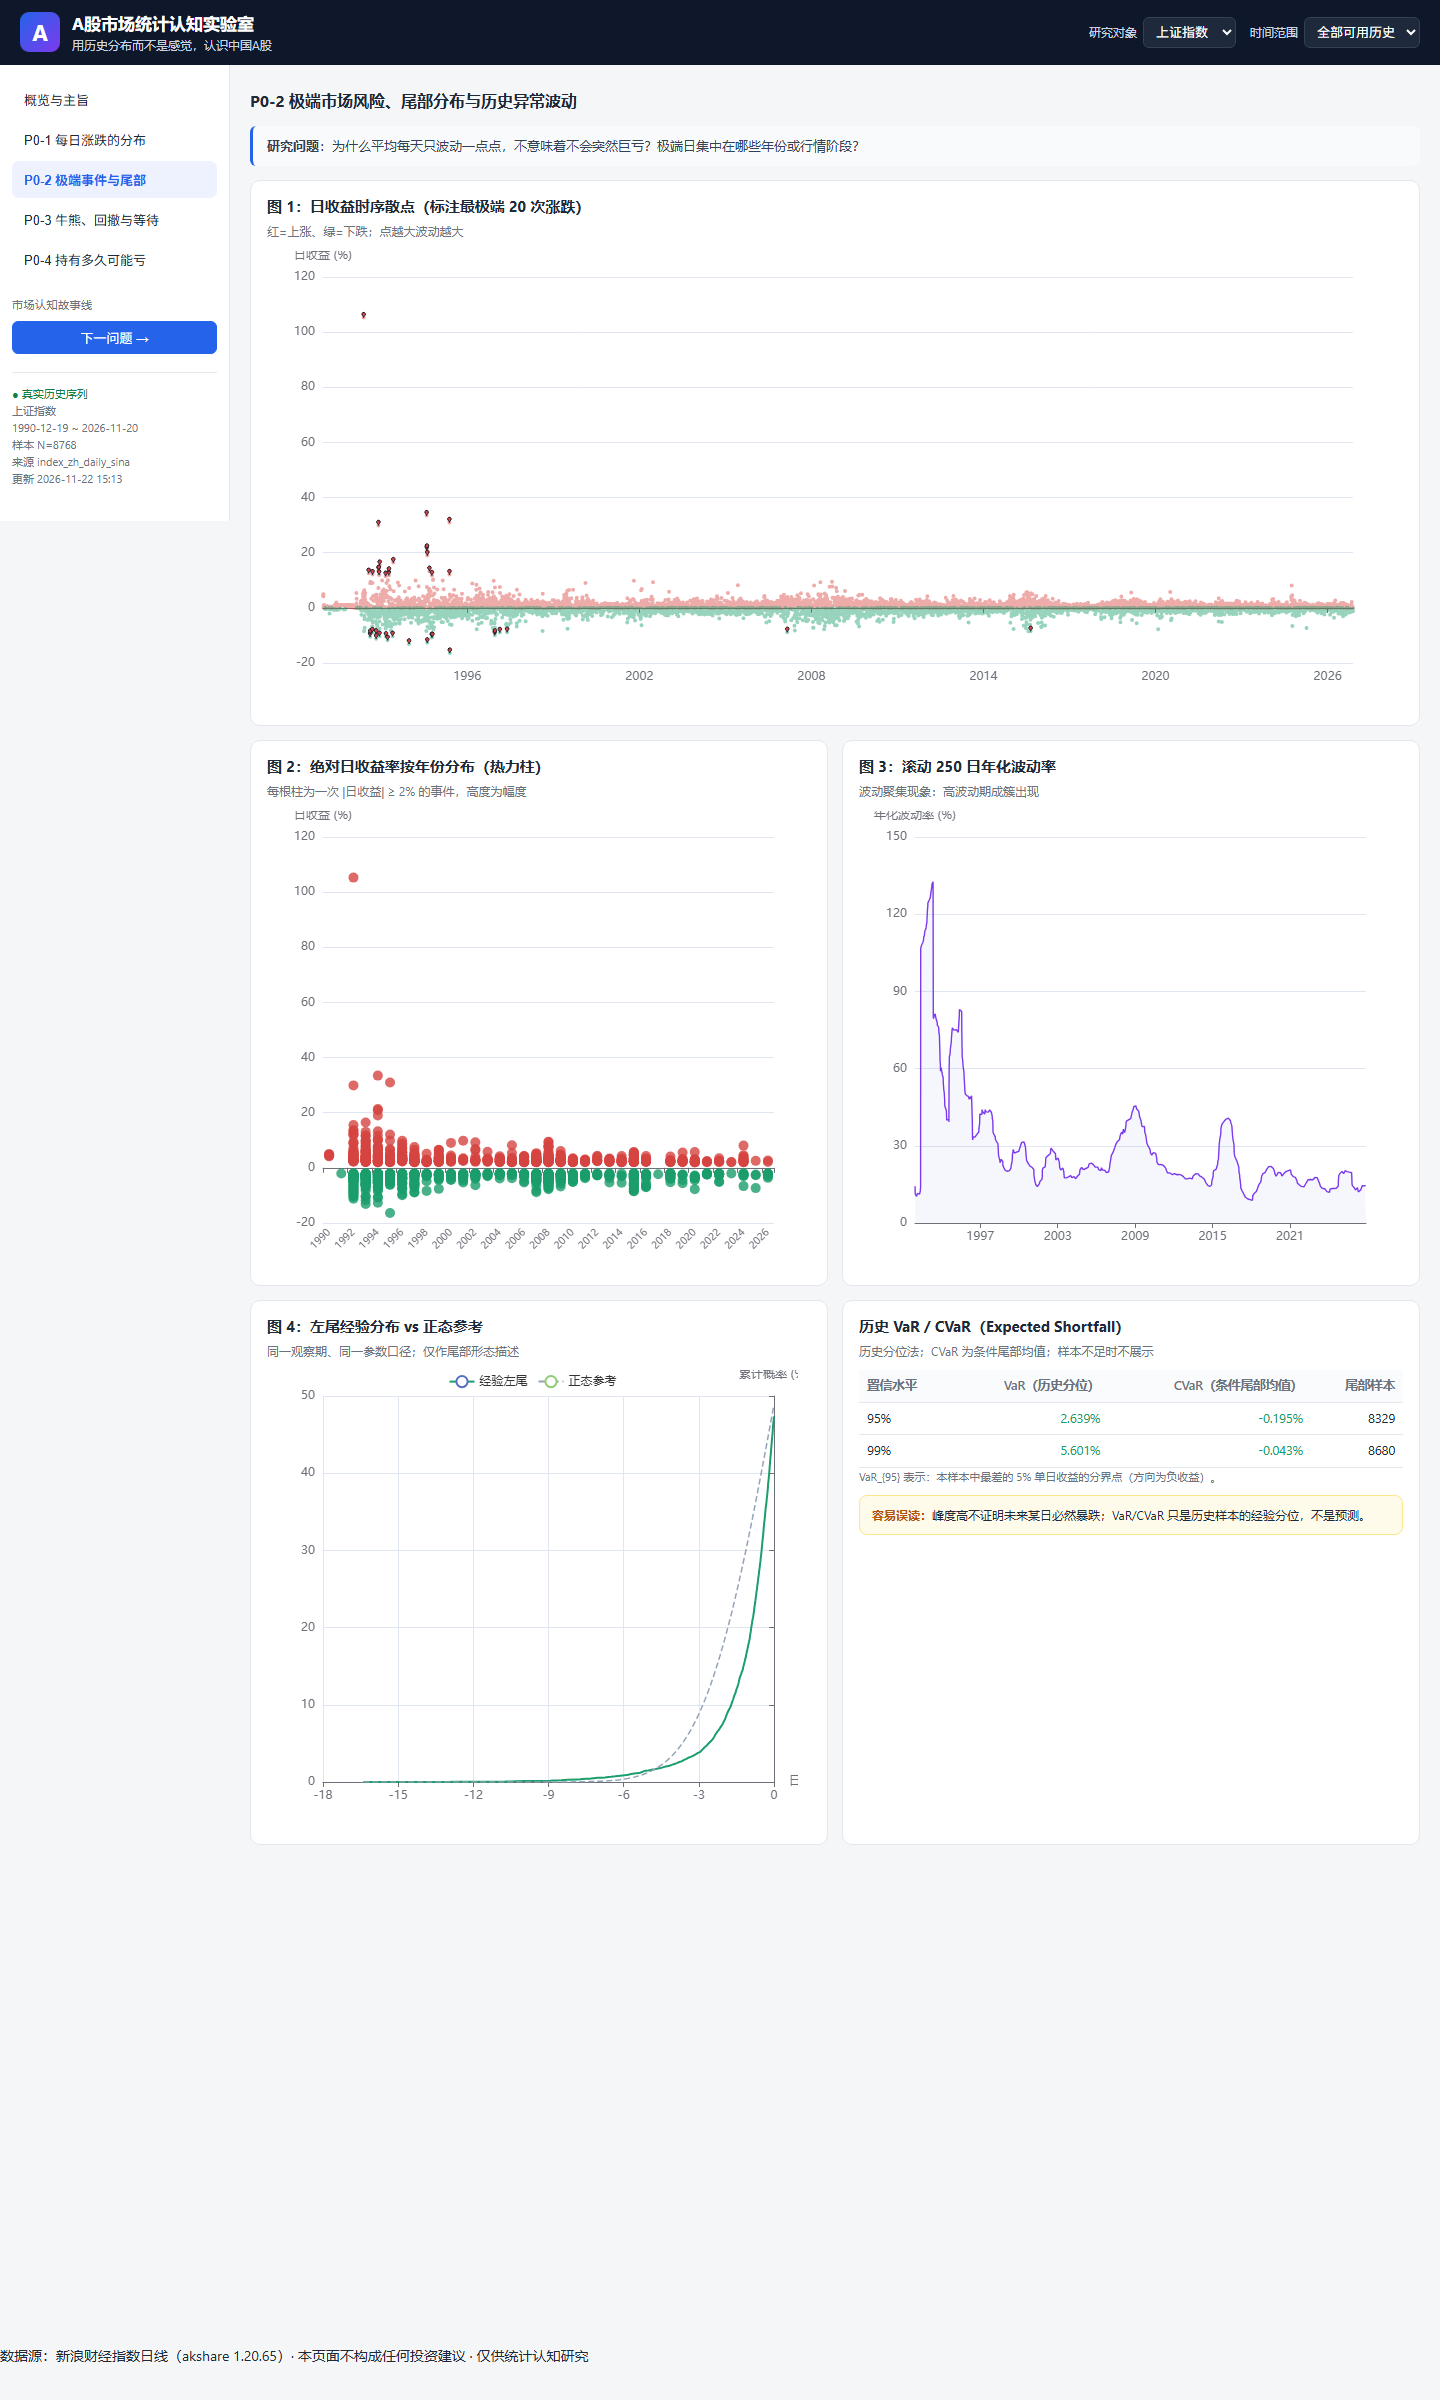 A
A股市场统计认知实验室
用历史分布而不是感觉，认识中国A股
研究对象 上证指数 时间范围 全部可用历史
概览与主旨
P0-1 每日涨跌的分布
P0-2 极端事件与尾部
P0-3 牛熊、回撤与等待
P0-4 持有多久可能亏
市场认知故事线
下一问题 →
● 真实历史序列
上证指数
1990-12-19 ~ 2026-11-20
样本 N=8768
来源 index_zh_daily_sina
更新 2026-11-22 15:13
P0-2 极端市场风险、尾部分布与历史异常波动
研究问题：为什么平均每天只波动一点点，不意味着不会突然巨亏？极端日集中在哪些年份或行情阶段？
图 1：日收益时序散点（标注最极端 20 次涨跌）
红=上涨、绿=下跌；点越大波动越大
日收益 (%)
120
100
80
60
40
20
0
-20
1996 2002 2008 2014 2020 2026
图 2：绝对日收益率按年份分布（热力柱）
每根柱为一次 |日收益| ≥ 2% 的事件，高度为幅度
日收益 (%)
120
100
80
60
40
20
0
-20
1990 1992 1994 1996 1998 2000 2002 2004 2006 2008 2010 2012 2014 2016 2018 2020 2022 2024 2026
图 3：滚动 250 日年化波动率
波动聚集现象：高波动期成簇出现
年化波动率 (%)
150
120
90
60
30
0
1997 2003 2009 2015 2021
图 4：左尾经验分布 vs 正态参考
同一观察期、同一参数口径；仅作尾部形态描述
经验左尾 正态参考
累计概率 (%
50
40
30
20
10
0
-18 -15 -12 -9 -6 -3 0
日
历史 VaR / CVaR（Expected Shortfall）
历史分位法；CVaR 为条件尾部均值；样本不足时不展示
置信水平 VaR（历史分位） CVaR（条件尾部均值） 尾部样本
95% 2.639% -0.195% 8329
99% 5.601% -0.043% 8680
VaR_{95} 表示：本样本中最差的 5% 单日收益的分界点（方向为负收益）。
容易误读：峰度高不证明未来某日必然暴跌；VaR/CVaR 只是历史样本的经验分位，不是预测。
数据源：新浪财经指数日线（akshare 1.20.65）· 本页面不构成任何投资建议 · 仅供统计认知研究